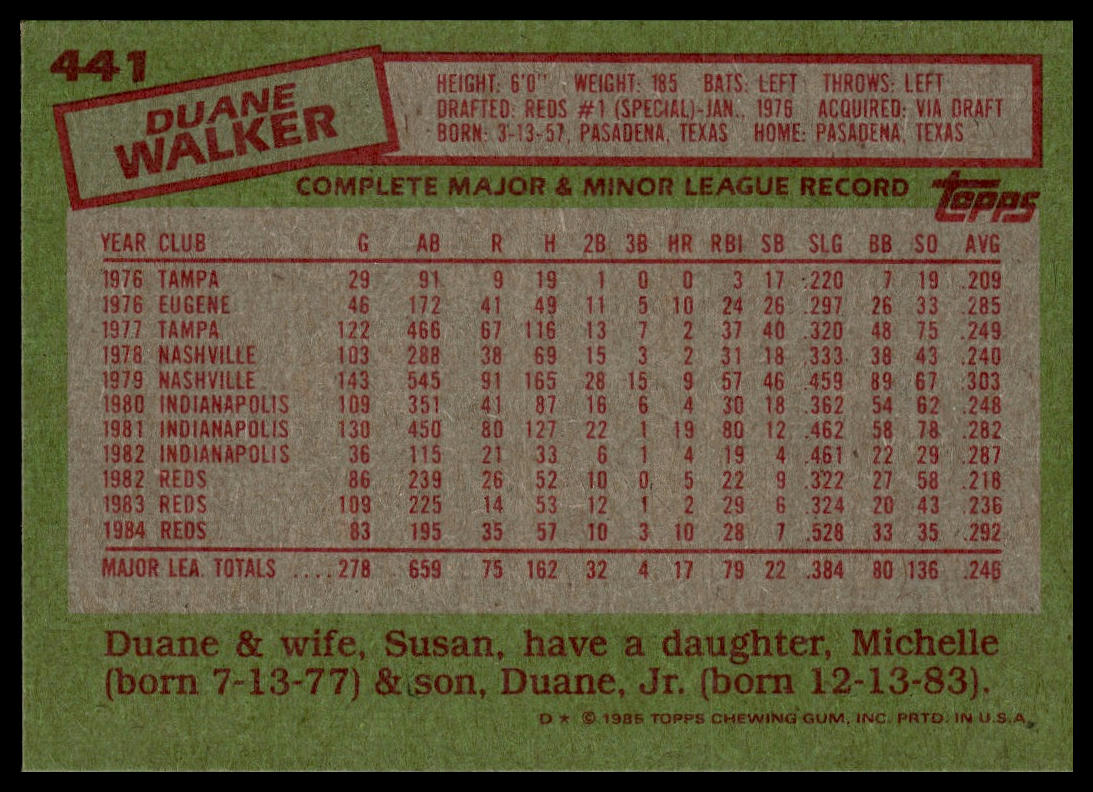 441
DUANE
WALKER
HEIGHT: 6'0" WEIGHT: 185 BATS: LEFT THROWS: LEFT
DRAFTED: REDS #1 (SPECIAL)-JAN., 1976 ACQUIRED: VIA DRAFT
BORN: 3-13-57, PASADENA, TEXAS HOME: PASADENA, TEXAS
COMPLETE MAJOR & MINOR LEAGUE RECORD
topps
YEAR CLUB G AB R H 2B 3B HR RBI SB SLG BB SO AVG
1976 TAMPA 29 91 9 19 1 0 0 3 17 .220 7 19 .209
1976 EUGENE 46 172 41 49 11 5 10 24 26 .297 26 33 .285
1977 TAMPA 122 466 67 116 13 7 2 37 40 .320 48 75 .249
1978 NASHVILLE 103 288 38 69 15 3 2 31 18 .333 38 43 .240
1979 NASHVILLE 143 545 91 165 28 15 9 57 46 .459 89 67 .303
1980 INDIANAPOLIS 109 351 41 87 16 6 4 30 18 .362 54 62 .248
1981 INDIANAPOLIS 130 450 80 127 22 1 19 80 12 .462 58 78 .282
1982 INDIANAPOLIS 36 115 21 33 6 1 4 19 4 .461 22 29 .287
1982 REDS 86 239 26 52 10 0 5 22 9 .322 27 58 .218
1983 REDS 109 225 14 53 12 1 2 29 6 .324 20 43 .236
1984 REDS 83 195 35 57 10 3 10 28 7 .528 33 35 .292
MAJOR LEA. TOTALS .... 278 659 75 162 32 4 17 79 22 .384 80 136 .246
Duane & wife, Susan, have a daughter, Michelle
(born 7-13-77) & son, Duane, Jr. (born 12-13-83).
D ★ © 1985 TOPPS CHEWING GUM, INC. PRTD. IN U.S.A.